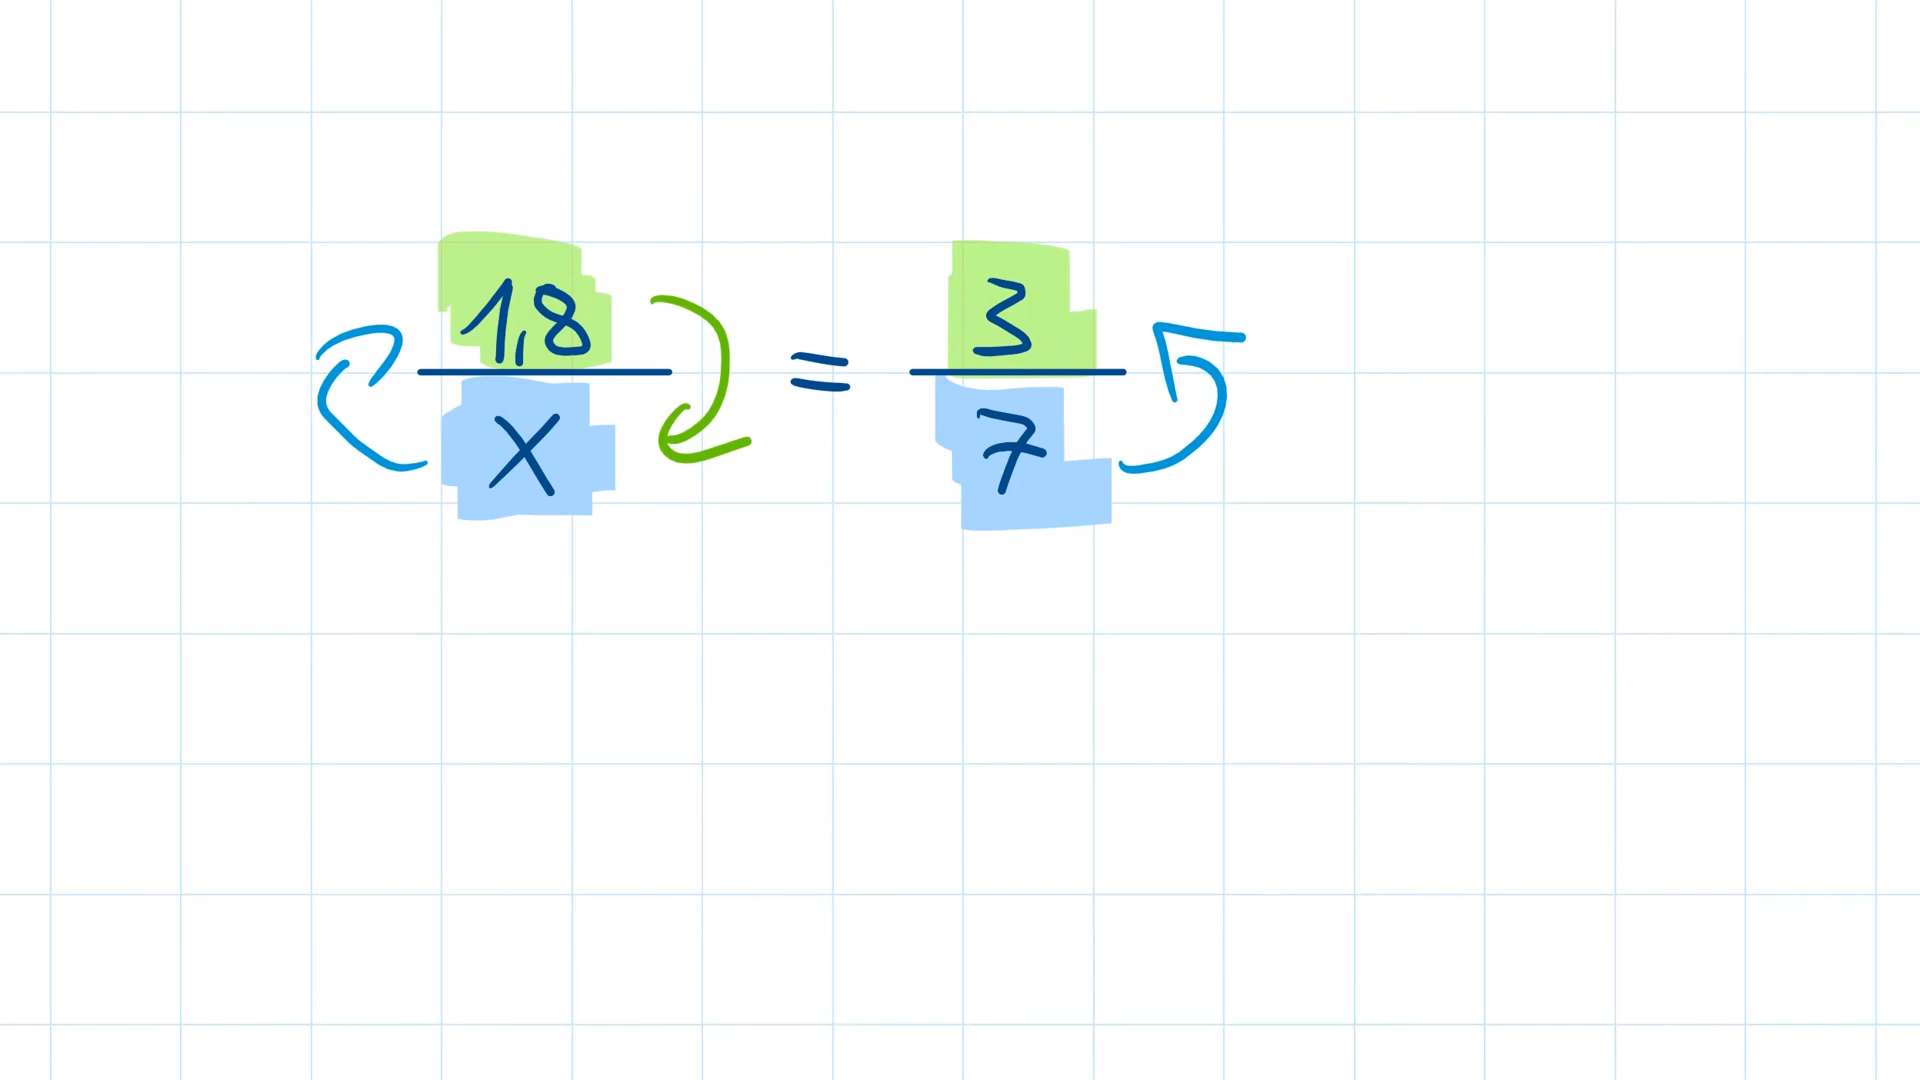 1,8/x = 3/7